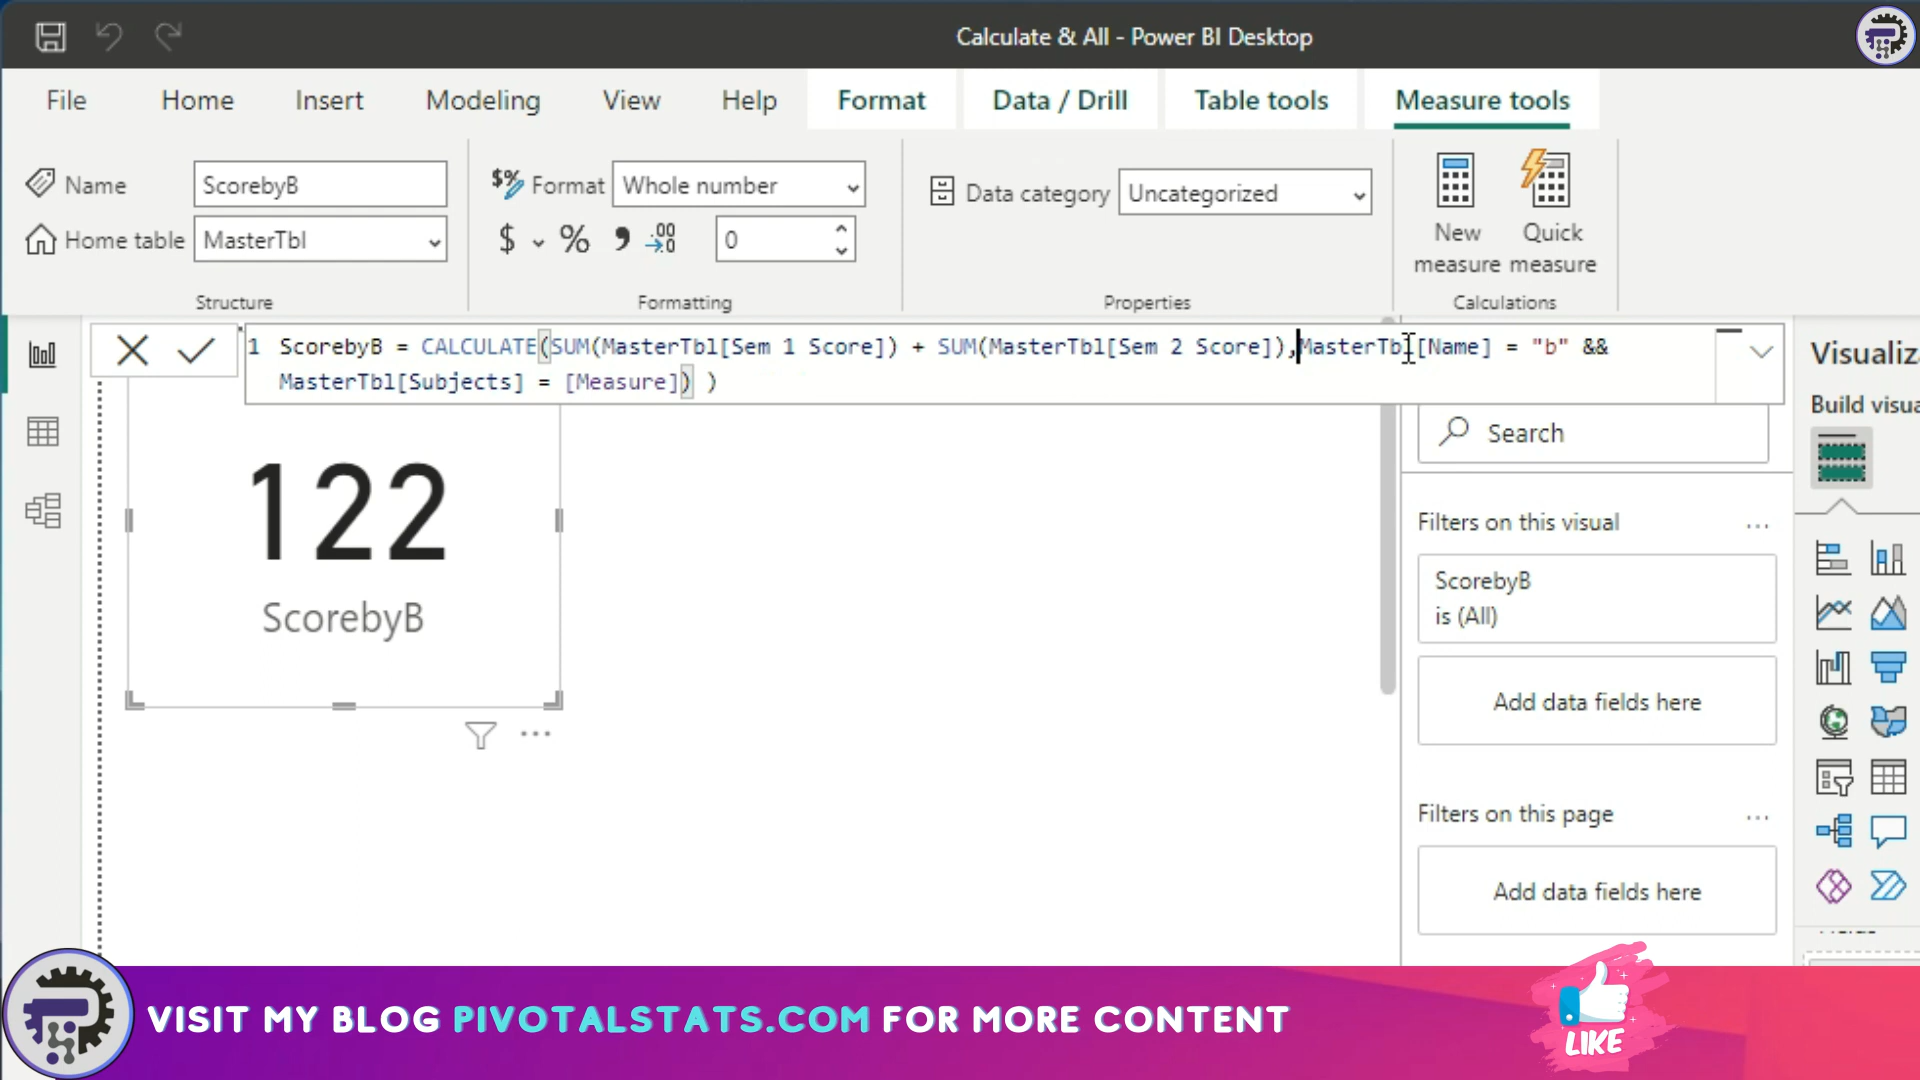 Calculate & All - Power BI Desktop
File Home Insert Modeling View Help Format Data / Drill Table tools Measure tools
Name ScorebyB
Home table MasterTbl
Structure
$% Format Whole number
$ % 9 .00 →.0 0
Formatting
Data category Uncategorized
Properties
New measure
Quick measure
Calculations
1 ScorebyB = CALCULATE(SUM(MasterTbl[Sem 1 Score]) + SUM(MasterTbl[Sem 2 Score]),MasterTbl[Name] = "b" &&
MasterTbl[Subjects] = [Measure]) )
122
ScorebyB
Search
Filters on this visual ...
ScorebyB
is (All)
Add data fields here
Filters on this page ...
Add data fields here
Visualiza
Build visua
VISIT MY BLOG PIVOTALSTATS.COM FOR MORE CONTENT
LIKE